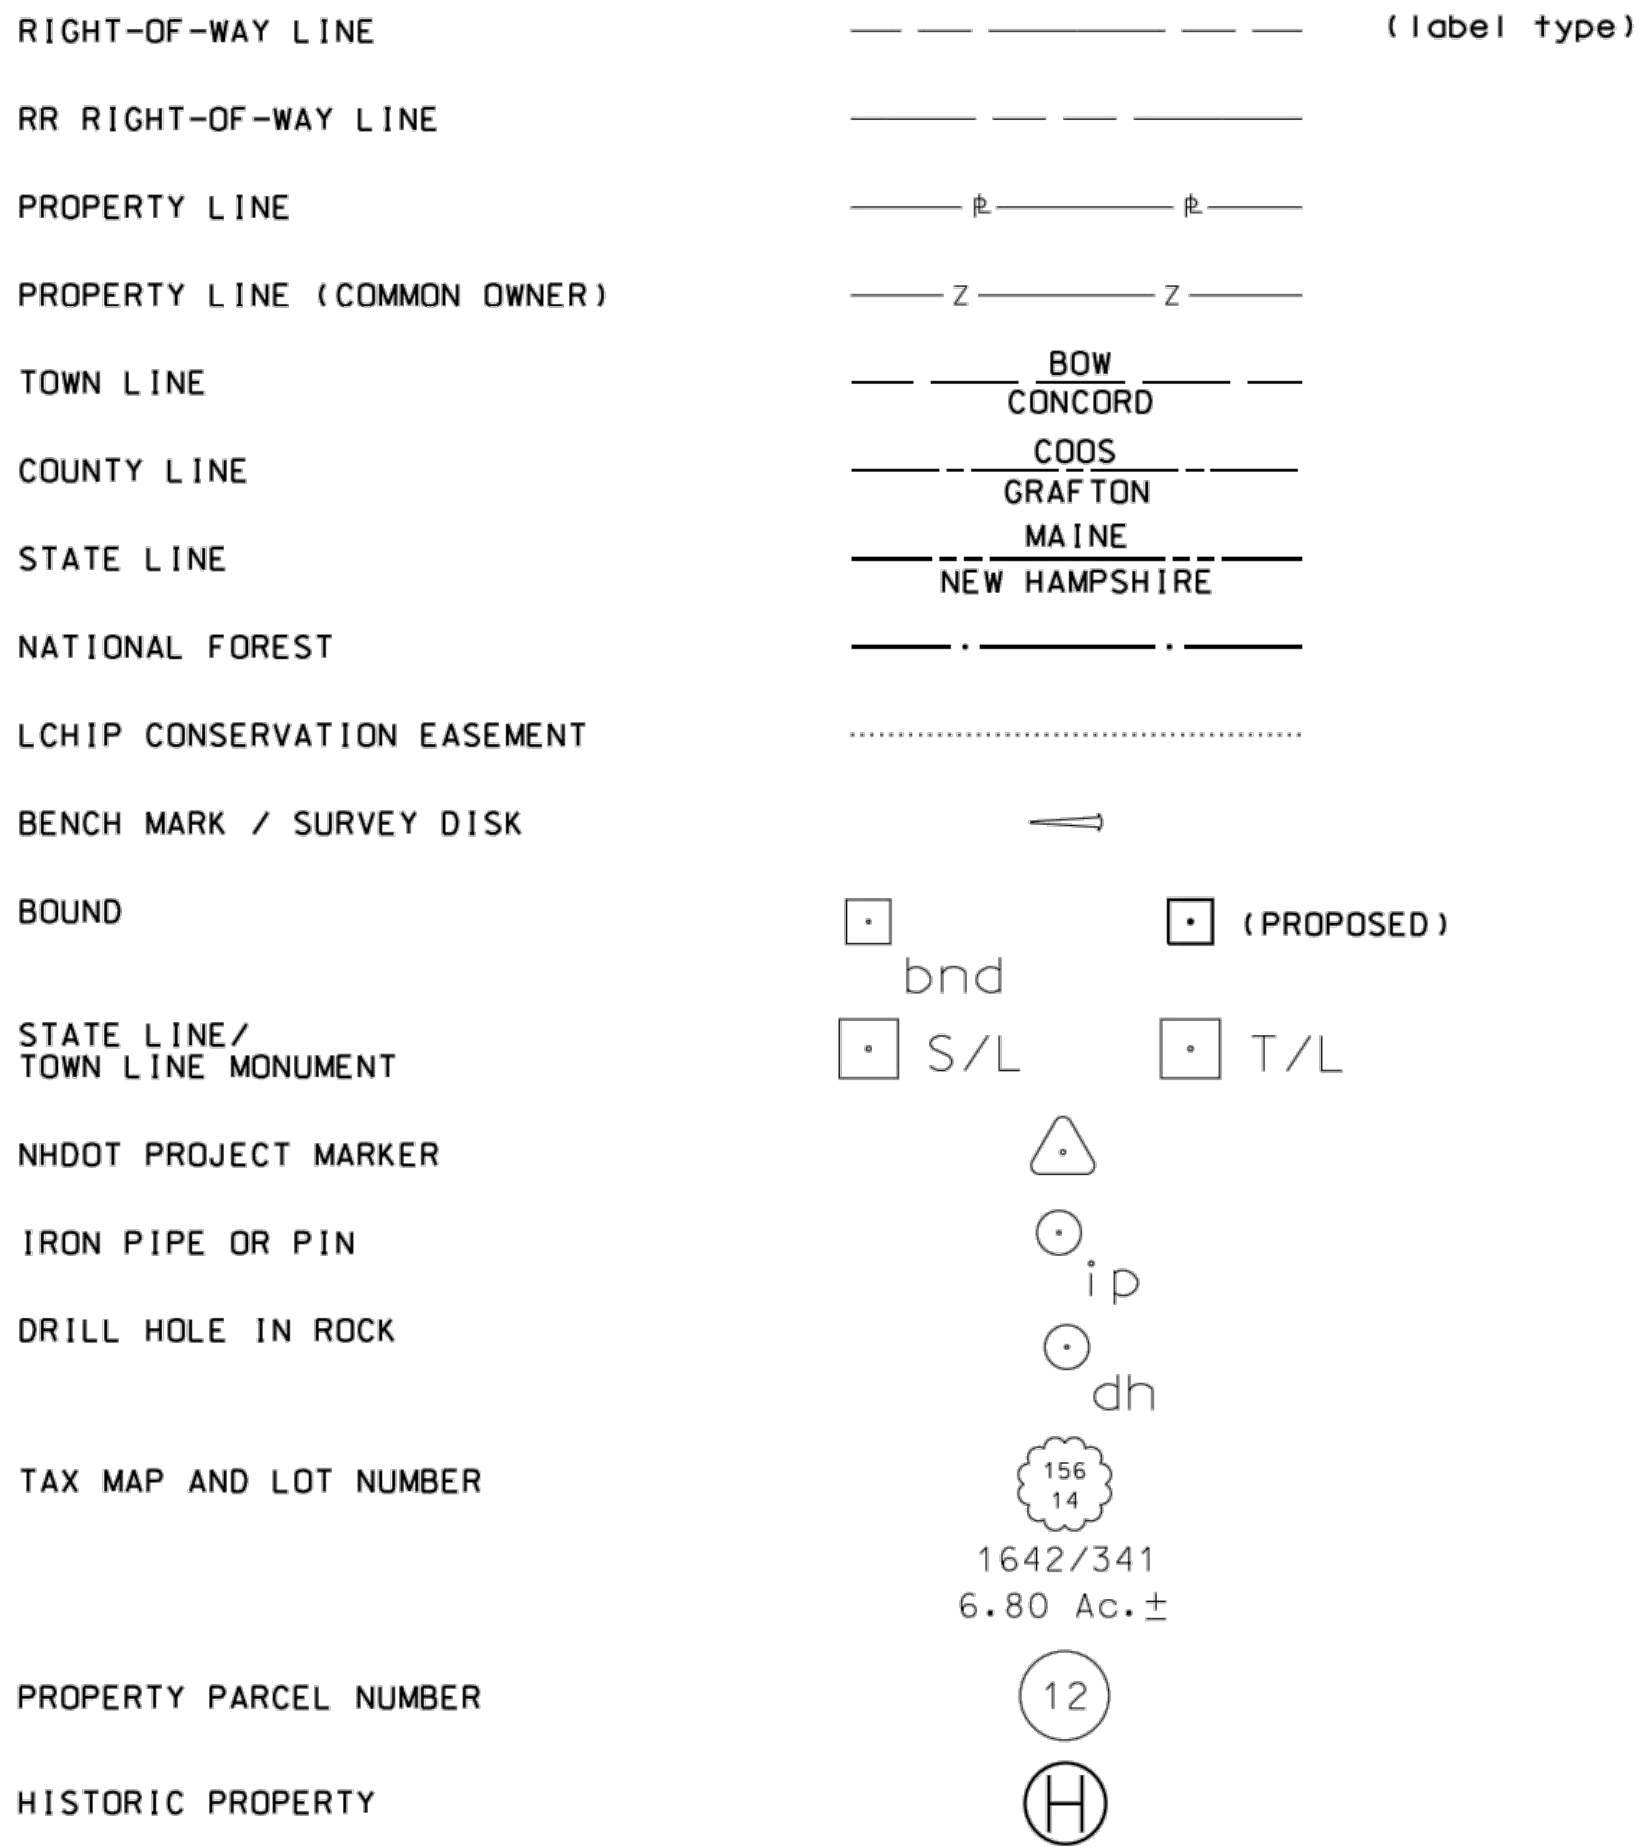 RIGHT-OF-WAY LINE (label type)
RR RIGHT-OF-WAY LINE
PROPERTY LINE ⅊ ⅊
PROPERTY LINE (COMMON OWNER) Z Z
BOW
TOWN LINE
CONCORD
COOS
COUNTY LINE
GRAFTON
MAINE
STATE LINE
NEW HAMPSHIRE
NATIONAL FOREST
LCHIP CONSERVATION EASEMENT
BENCH MARK / SURVEY DISK
BOUND (PROPOSED)
bnd
STATE LINE/
TOWN LINE MONUMENT S/L T/L
NHDOT PROJECT MARKER
IRON PIPE OR PIN
ip
DRILL HOLE IN ROCK
dh
TAX MAP AND LOT NUMBER
156
14
1642/341
6.80 Ac.±
PROPERTY PARCEL NUMBER 12
HISTORIC PROPERTY H